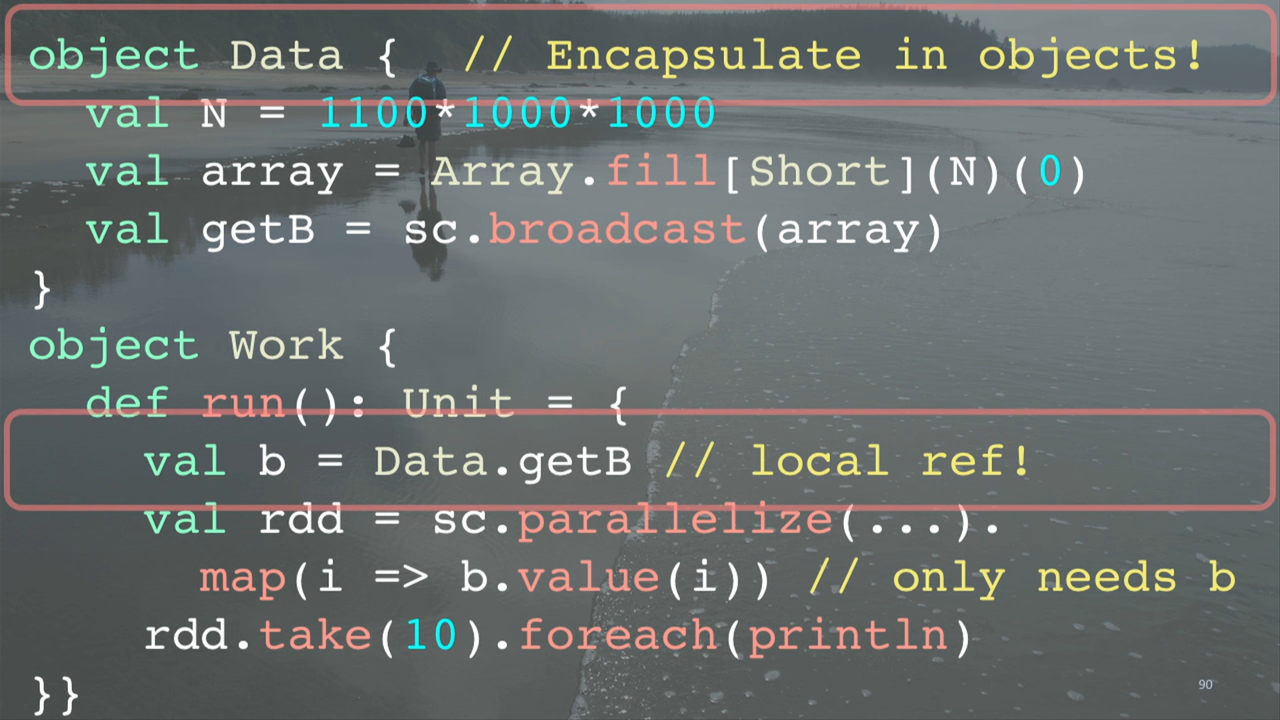 object Data {  // Encapsulate in objects!
  val N = 1100*1000*1000
  val array = Array.fill[Short](N)(0)
  val getB = sc.broadcast(array)
}
object Work {
  def run(): Unit = {
    val b = Data.getB // local ref!
    val rdd = sc.parallelize(...).
      map(i => b.value(i)) // only needs b
    rdd.take(10).foreach(println)
}}
90